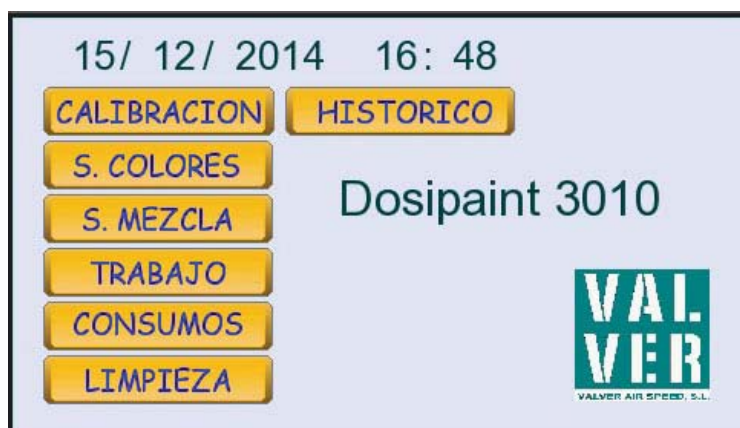 15/ 12/ 2014 16: 48
CALIBRACION
HISTORICO
S. COLORES
S. MEZCLA
TRABAJO
CONSUMOS
LIMPIEZA
Dosipaint 3010
VAL
VER
VALVER AIR SPEED, S.L.